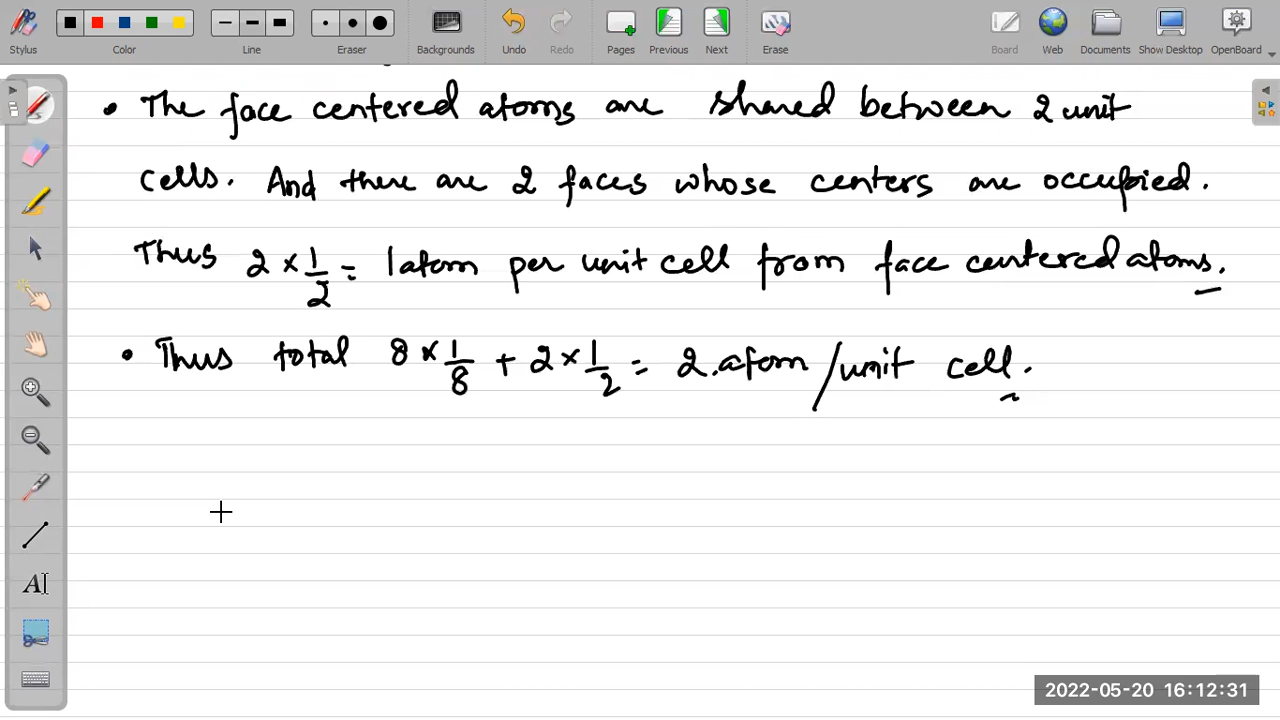 Stylus Color Line Eraser Backgrounds Undo Redo Pages Previous Next Erase Board Web Documents Show Desktop OpenBoard
• The face centered atoms are shared between 2 unit
cells. And there are 2 faces whose centers are occupied.
Thus 2 × 1/2 = 1 atom per unit cell from face centered atoms.
• Thus total 8 × 1/8 + 2 × 1/2 = 2 atom/unit cell.
2022-05-20 16:12:31